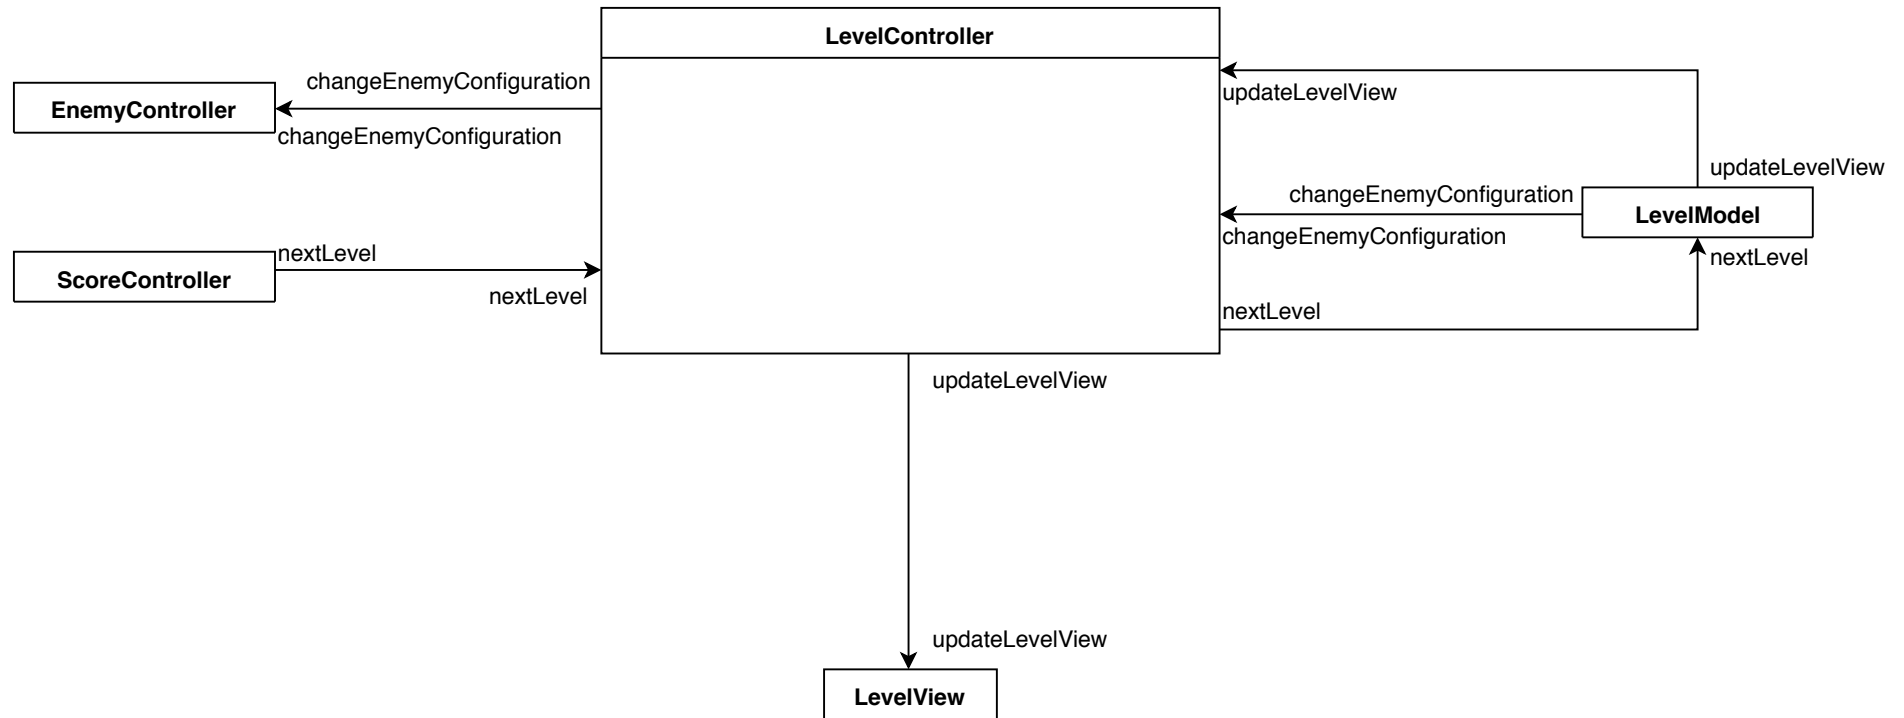 LevelController
changeEnemyConfiguration
EnemyController
changeEnemyConfiguration
updateLevelView
updateLevelView
changeEnemyConfiguration
LevelModel
changeEnemyConfiguration
nextLevel
ScoreController
nextLevel
nextLevel
nextLevel
updateLevelView
updateLevelView
LevelView